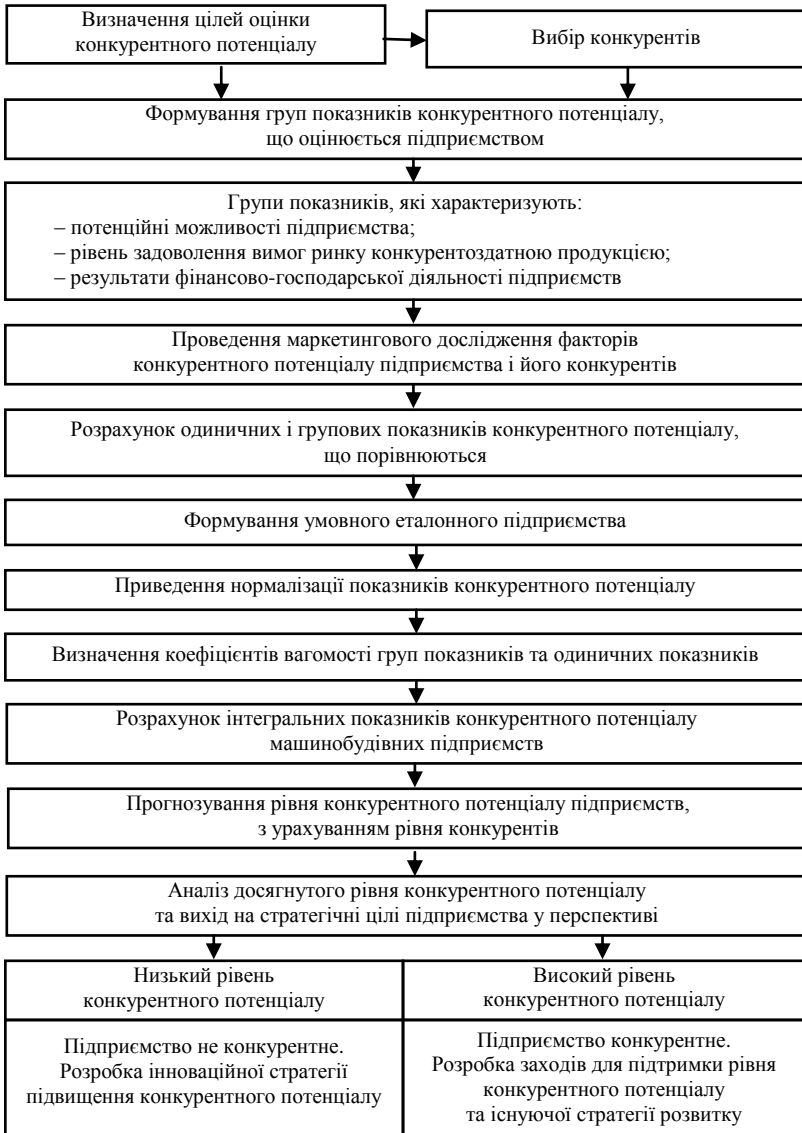 Визначення цілей оцінки
конкурентного потенціалу
Вибір конкурентів
Формування груп показників конкурентного потенціалу,
що оцінюється підприємством
Групи показників, які характеризують:
– потенційні можливості підприємства;
– рівень задоволення вимог ринку конкурентоздатною продукцією;
– результати фінансово-господарської діяльності підприємств
Проведення маркетингового дослідження факторів
конкурентного потенціалу підприємства і його конкурентів
Розрахунок одиничних і групових показників конкурентного потенціалу,
що порівнюються
Формування умовного еталонного підприємства
Приведення нормалізації показників конкурентного потенціалу
Визначення коефіцієнтів вагомості груп показників та одиничних показників
Розрахунок інтегральних показників конкурентного потенціалу
машинобудівних підприємств
Прогнозування рівня конкурентного потенціалу підприємств,
з урахуванням рівня конкурентів
Аналіз досягнутого рівня конкурентного потенціалу
та вихід на стратегічні цілі підприємства у перспективі
Низький рівень
конкурентного потенціалу
Високий рівень
конкурентного потенціалу
Підприємство не конкурентне.
Розробка інноваційної стратегії
підвищення конкурентного потенціалу
Підприємство конкурентне.
Розробка заходів для підтримки рівня
конкурентного потенціалу
та існуючої стратегії розвитку